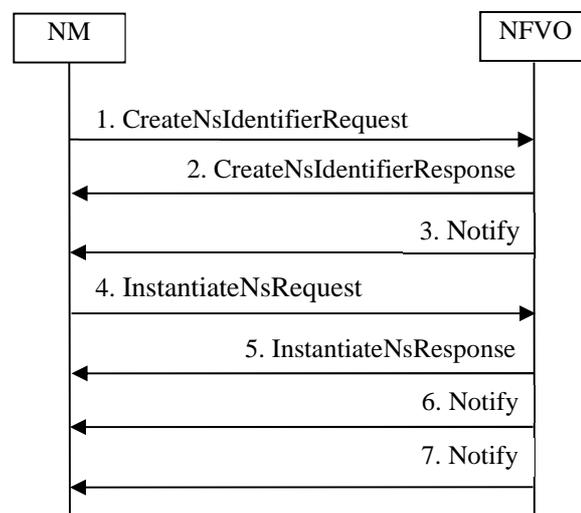 NM
NFVO
1. CreateNsIdentifierRequest
2. CreateNsIdentifierResponse
3. Notify
4. InstantiateNsRequest
5. InstantiateNsResponse
6. Notify
7. Notify